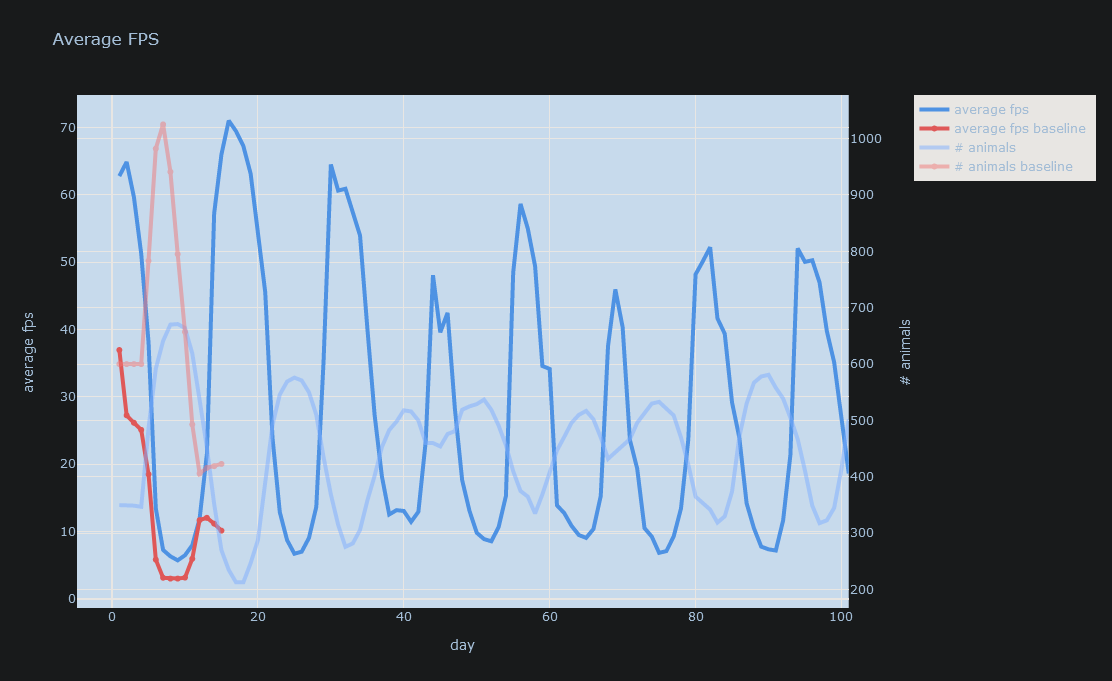 Average FPS
average fps
average fps baseline
# animals
# animals baseline
70
60
50
40
30
20
10
0
average fps
1000
900
800
700
600
500
400
300
200
# animals
0 20 40 60 80 100
day